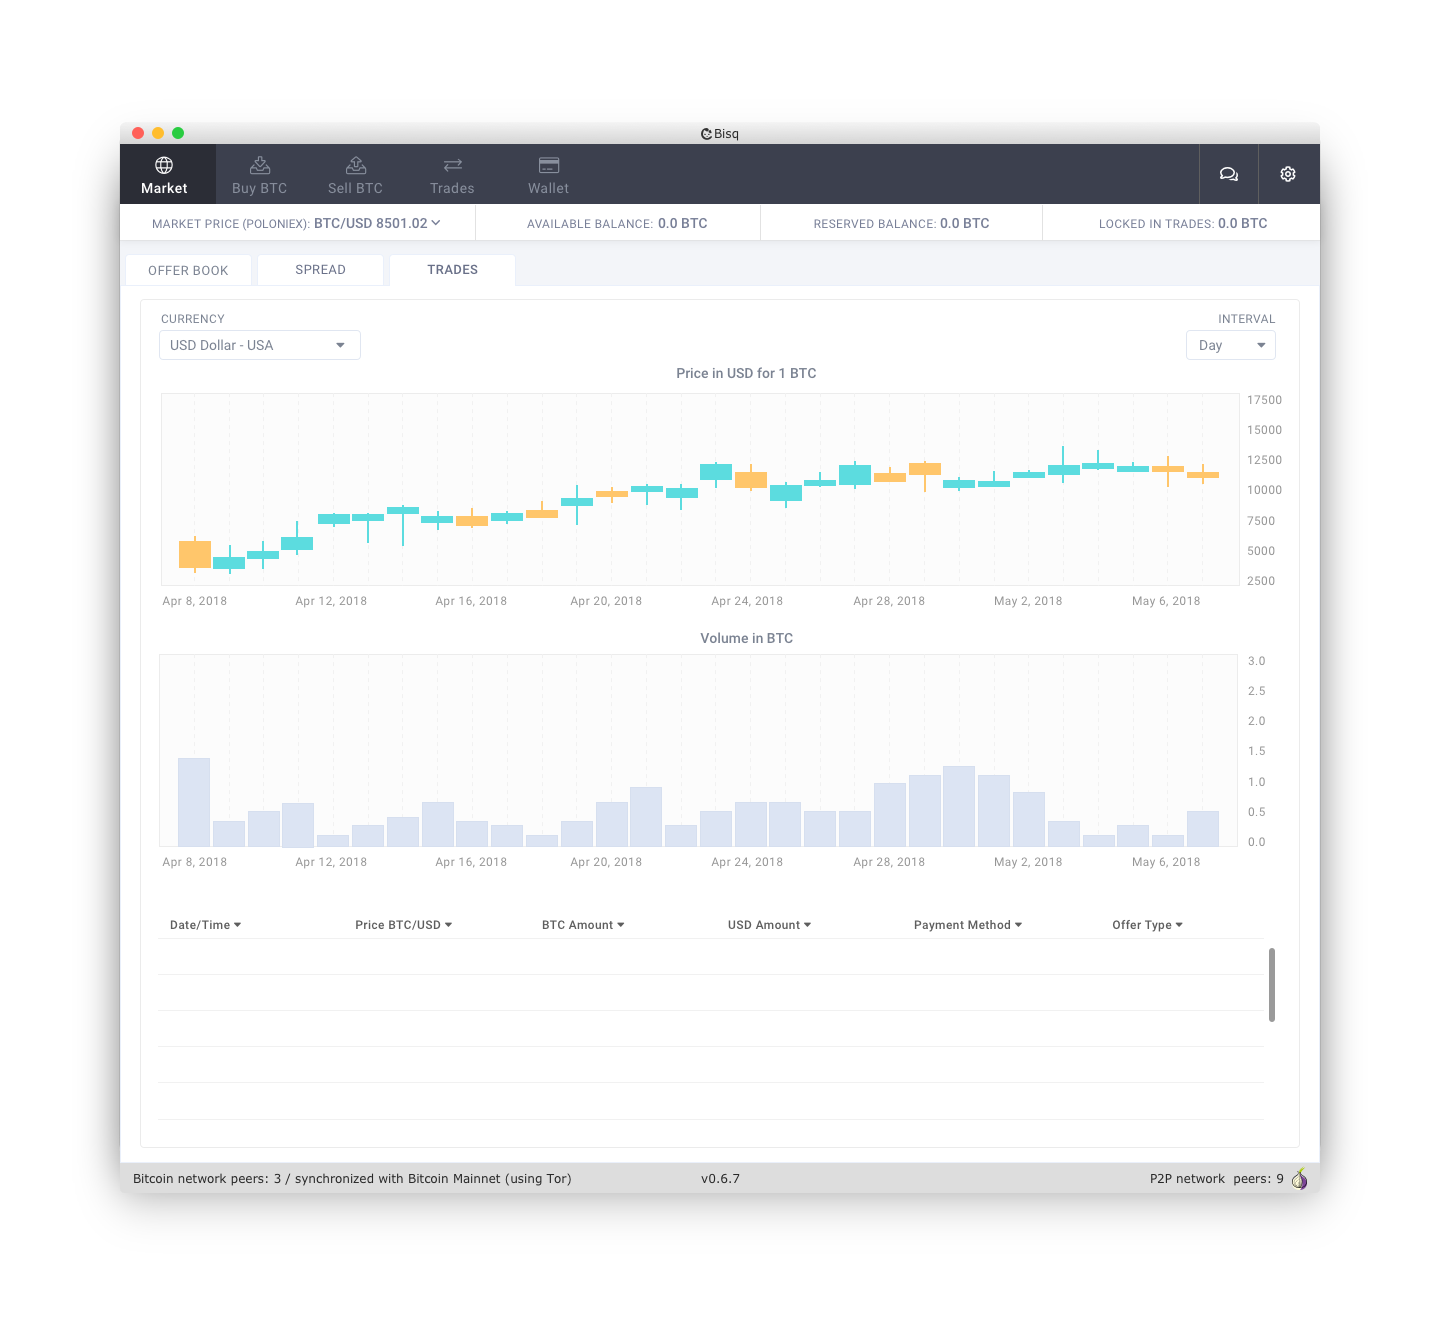 Bisq
Market
Buy BTC
Sell BTC
Trades
Wallet
MARKET PRICE (POLONIEX): BTC/USD 8501.02
AVAILABLE BALANCE: 0.0 BTC
RESERVED BALANCE: 0.0 BTC
LOCKED IN TRADES: 0.0 BTC
OFFER BOOK
SPREAD
TRADES
CURRENCY
INTERVAL
USD Dollar - USA
Day
Price in USD for 1 BTC
17500
15000
12500
10000
7500
5000
2500
Apr 8, 2018
Apr 12, 2018
Apr 16, 2018
Apr 20, 2018
Apr 24, 2018
Apr 28, 2018
May 2, 2018
May 6, 2018
Volume in BTC
3.0
2.5
2.0
1.5
1.0
0.5
0.0
Apr 8, 2018
Apr 12, 2018
Apr 16, 2018
Apr 20, 2018
Apr 24, 2018
Apr 28, 2018
May 2, 2018
May 6, 2018
Date/Time
Price BTC/USD
BTC Amount
USD Amount
Payment Method
Offer Type
Bitcoin network peers: 3 / synchronized with Bitcoin Mainnet (using Tor)
v0.6.7
P2P network peers: 9